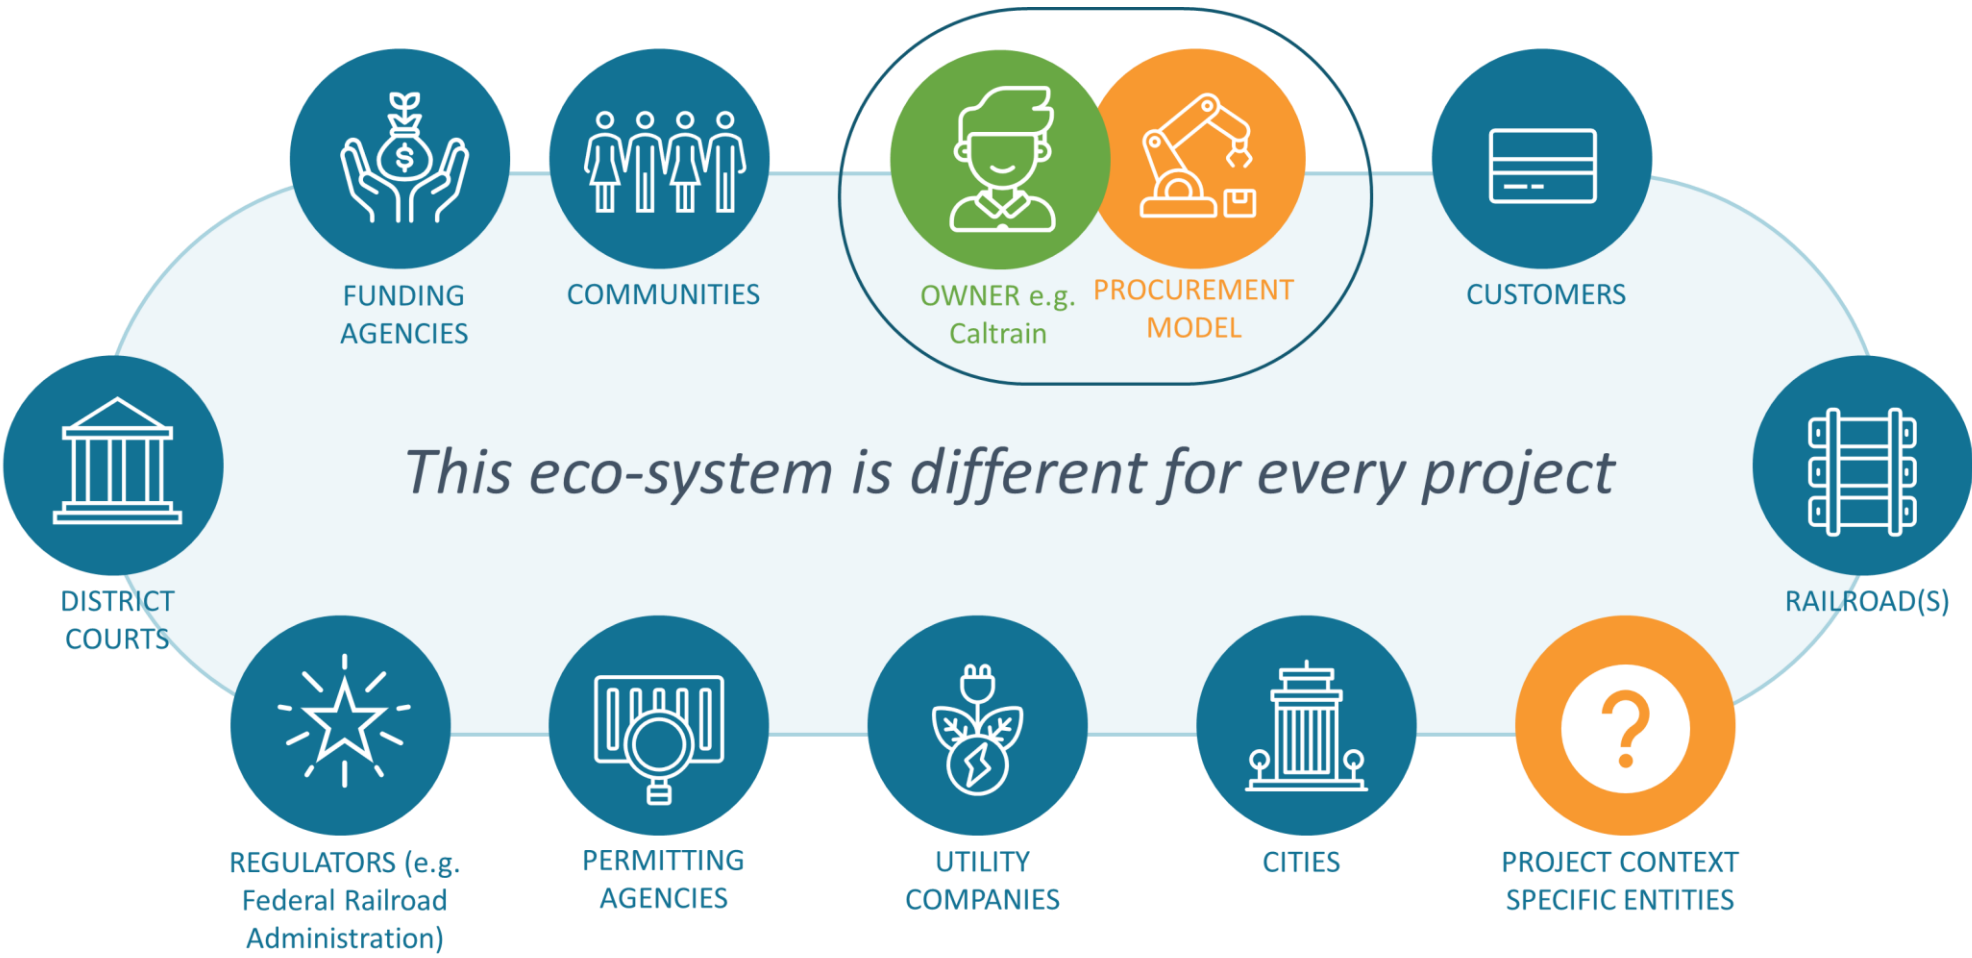 FUNDING
AGENCIES
COMMUNITIES
OWNER e.g.
Caltrain
PROCUREMENT
MODEL
CUSTOMERS
$
This eco-system is different for every project
DISTRICT
COURTS
RAILROAD(S)
?
REGULATORS (e.g.
Federal Railroad
Administration)
PERMITTING
AGENCIES
UTILITY
COMPANIES
CITIES
PROJECT CONTEXT
SPECIFIC ENTITIES